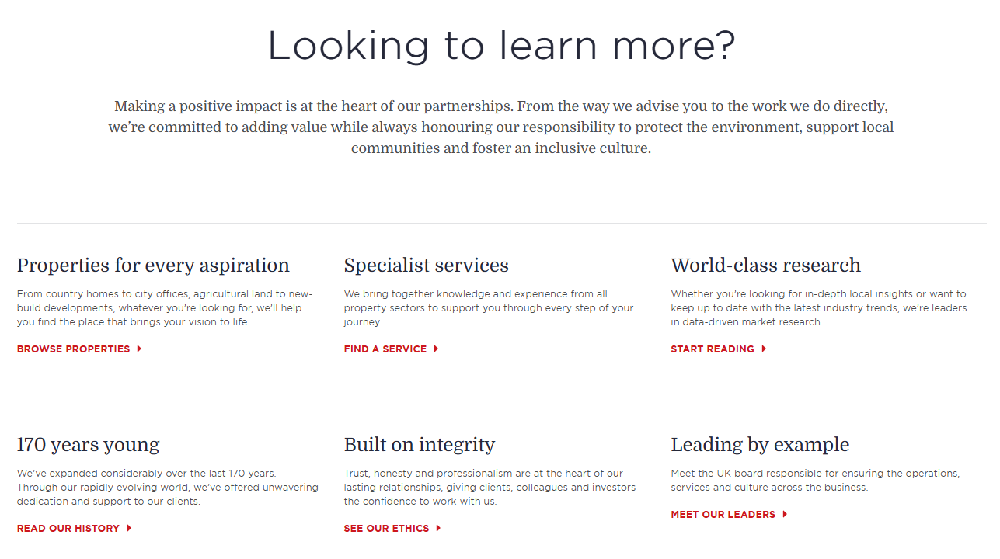 Looking to learn more?
Making a positive impact is at the heart of our partnerships. From the way we advise you to the work we do directly,
we’re committed to adding value while always honouring our responsibility to protect the environment, support local
communities and foster an inclusive culture.
Properties for every aspiration
From country homes to city offices, agricultural land to new-
build developments, whatever you're looking for, we'll help
you find the place that brings your vision to life.
BROWSE PROPERTIES
Specialist services
We bring together knowledge and experience from all
property sectors to support you through every step of your
journey.
FIND A SERVICE
World-class research
Whether you're looking for in-depth local insights or want to
keep up to date with the latest industry trends, we're leaders
in data-driven market research.
START READING
170 years young
We've expanded considerably over the last 170 years.
Through our rapidly evolving world, we've offered unwavering
dedication and support to our clients.
READ OUR HISTORY
Built on integrity
Trust, honesty and professionalism are at the heart of our
lasting relationships, giving clients, colleagues and investors
the confidence to work with us.
SEE OUR ETHICS
Leading by example
Meet the UK board responsible for ensuring the operations,
services and culture across the business.
MEET OUR LEADERS